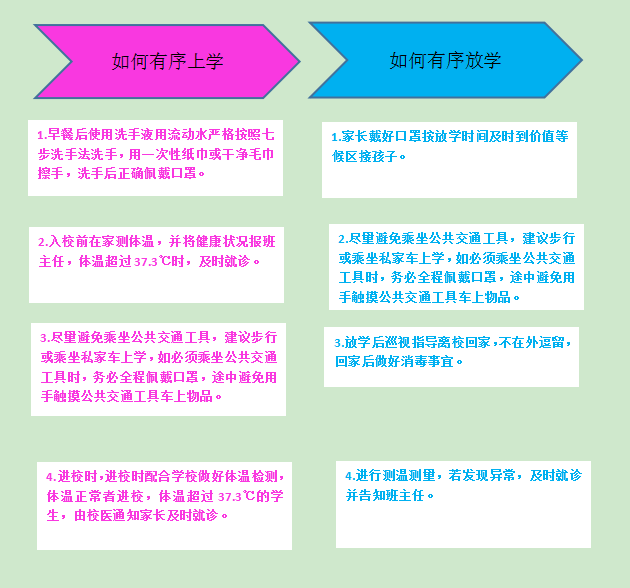 如何有序上学
1.早餐后使用洗手液用流动水严格按照七
步洗手法洗手，用一次性纸巾或干净毛巾
擦手，洗手后正确佩戴口罩。
2.入校前在家测体温，并将健康状况报班
主任，体温超过 37.3℃时，及时就诊。
3.尽量避免乘坐公共交通工具，建议步行
或乘坐私家车上学，如必须乘坐公共交通
工具时，务必全程佩戴口罩，途中避免用
手触摸公共交通工具车上物品。
4.进校时，进校时配合学校做好体温检测，
体温正常者进校，体温超过 37.3℃的学
生，由校医通知家长及时就诊。
如何有序放学
1.家长戴好口罩按放学时间及时到价值等
候区接孩子。
2.尽量避免乘坐公共交通工具，建议步行
或乘坐私家车上学，如必须乘坐公共交通
工具时，务必全程佩戴口罩，途中避免用
手触摸公共交通工具车上物品。
3.放学后巡视指导离校回家，不在外逗留，
回家后做好消毒事宜。
4.进行测温测量，若发现异常，及时就诊
并告知班主任。